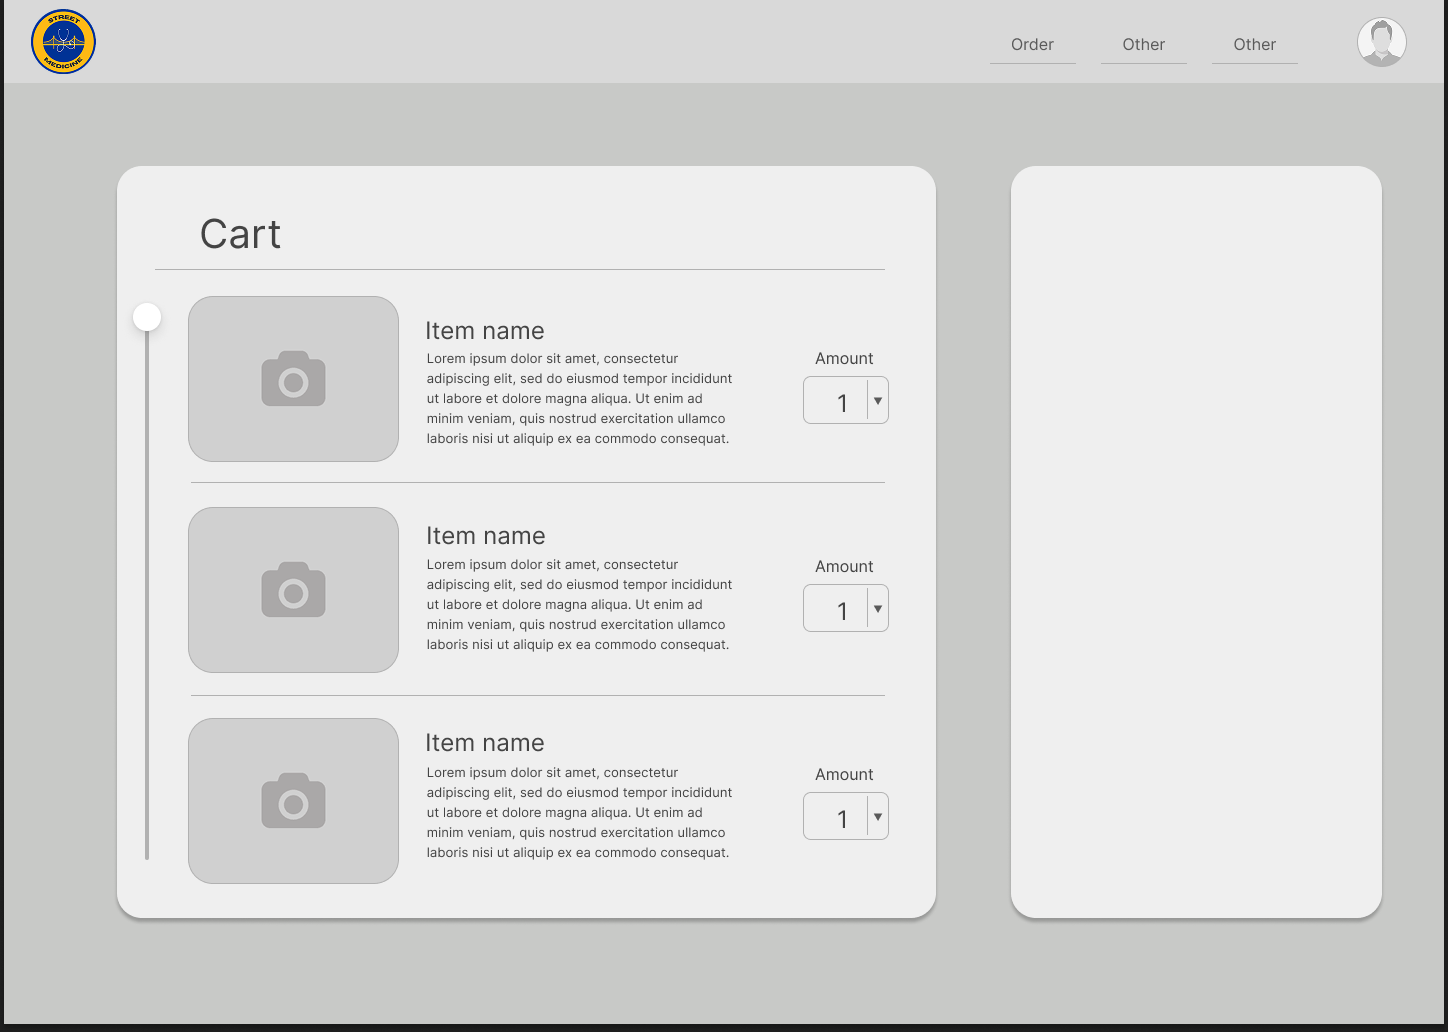 STREET
MEDICINE
Order
Other
Other
Cart
Item name
Lorem ipsum dolor sit amet, consectetur
adipiscing elit, sed do eiusmod tempor incididunt
ut labore et dolore magna aliqua. Ut enim ad
minim veniam, quis nostrud exercitation ullamco
laboris nisi ut aliquip ex ea commodo consequat.
Amount
1
Item name
Lorem ipsum dolor sit amet, consectetur
adipiscing elit, sed do eiusmod tempor incididunt
ut labore et dolore magna aliqua. Ut enim ad
minim veniam, quis nostrud exercitation ullamco
laboris nisi ut aliquip ex ea commodo consequat.
Amount
1
Item name
Lorem ipsum dolor sit amet, consectetur
adipiscing elit, sed do eiusmod tempor incididunt
ut labore et dolore magna aliqua. Ut enim ad
minim veniam, quis nostrud exercitation ullamco
laboris nisi ut aliquip ex ea commodo consequat.
Amount
1